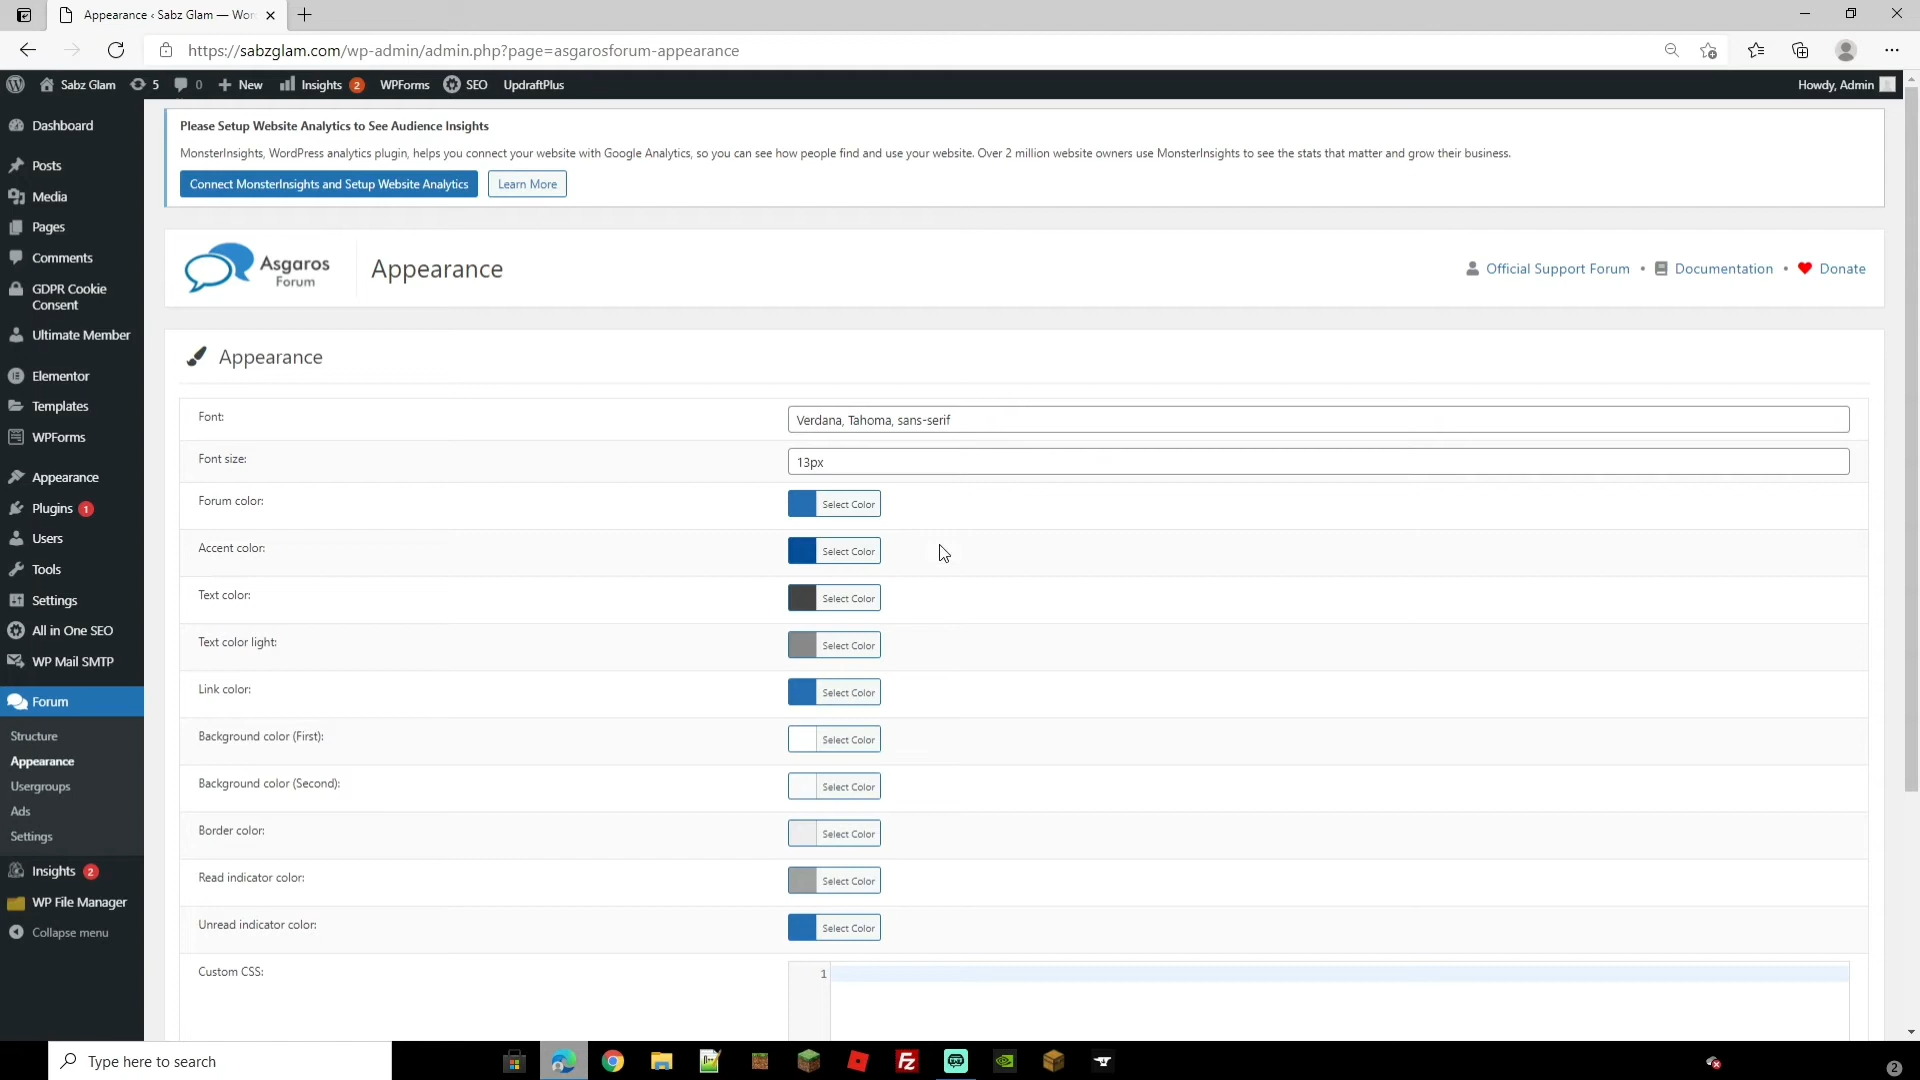 Appearance ‹ Sabz Glam — Wor
https://sabzglam.com/wp-admin/admin.php?page=asgarosforum-appearance
Sabz Glam
5
0
New
Insights
2
WPForms
SEO
UpdraftPlus
Howdy, Admin
Dashboard
Posts
Media
Pages
Comments
GDPR Cookie
Consent
Ultimate Member
Elementor
Templates
WPForms
Appearance
Plugins
1
Users
Tools
Settings
All in One SEO
WP Mail SMTP
Forum
Structure
Appearance
Usergroups
Ads
Settings
Insights
2
WP File Manager
Collapse menu
Please Setup Website Analytics to See Audience Insights
MonsterInsights, WordPress analytics plugin, helps you connect your website with Google Analytics, so you can see how people find and use your website. Over 2 million website owners use MonsterInsights to see the stats that matter and grow their business.
Connect MonsterInsights and Setup Website Analytics
Learn More
Asgaros
Forum
Appearance
Official Support Forum • Documentation • Donate
Appearance
Font:
Verdana, Tahoma, sans-serif
Font size:
13px
Forum color:
Select Color
Accent color:
Select Color
Text color:
Select Color
Text color light:
Select Color
Link color:
Select Color
Background color (First):
Select Color
Background color (Second):
Select Color
Border color:
Select Color
Read indicator color:
Select Color
Unread indicator color:
Select Color
Custom CSS:
1
Type here to search
Fz
2